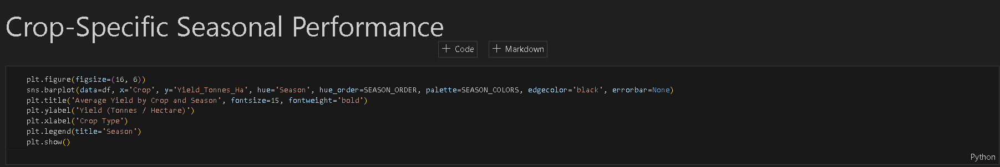 Crop-Specific Seasonal Performance
+ Code + Markdown
plt.figure(figsize=(16, 6))
sns.barplot(data=df, x='Crop', y='Yield_Tonnes_Ha', hue='Season', hue_order=SEASON_ORDER, palette=SEASON_COLORS, edgecolor='black', errorbar=None)
plt.title('Average Yield by Crop and Season', fontsize=15, fontweight='bold')
plt.ylabel('Yield (Tonnes / Hectare)')
plt.xlabel('Crop Type')
plt.legend(title='Season')
plt.show()
Python